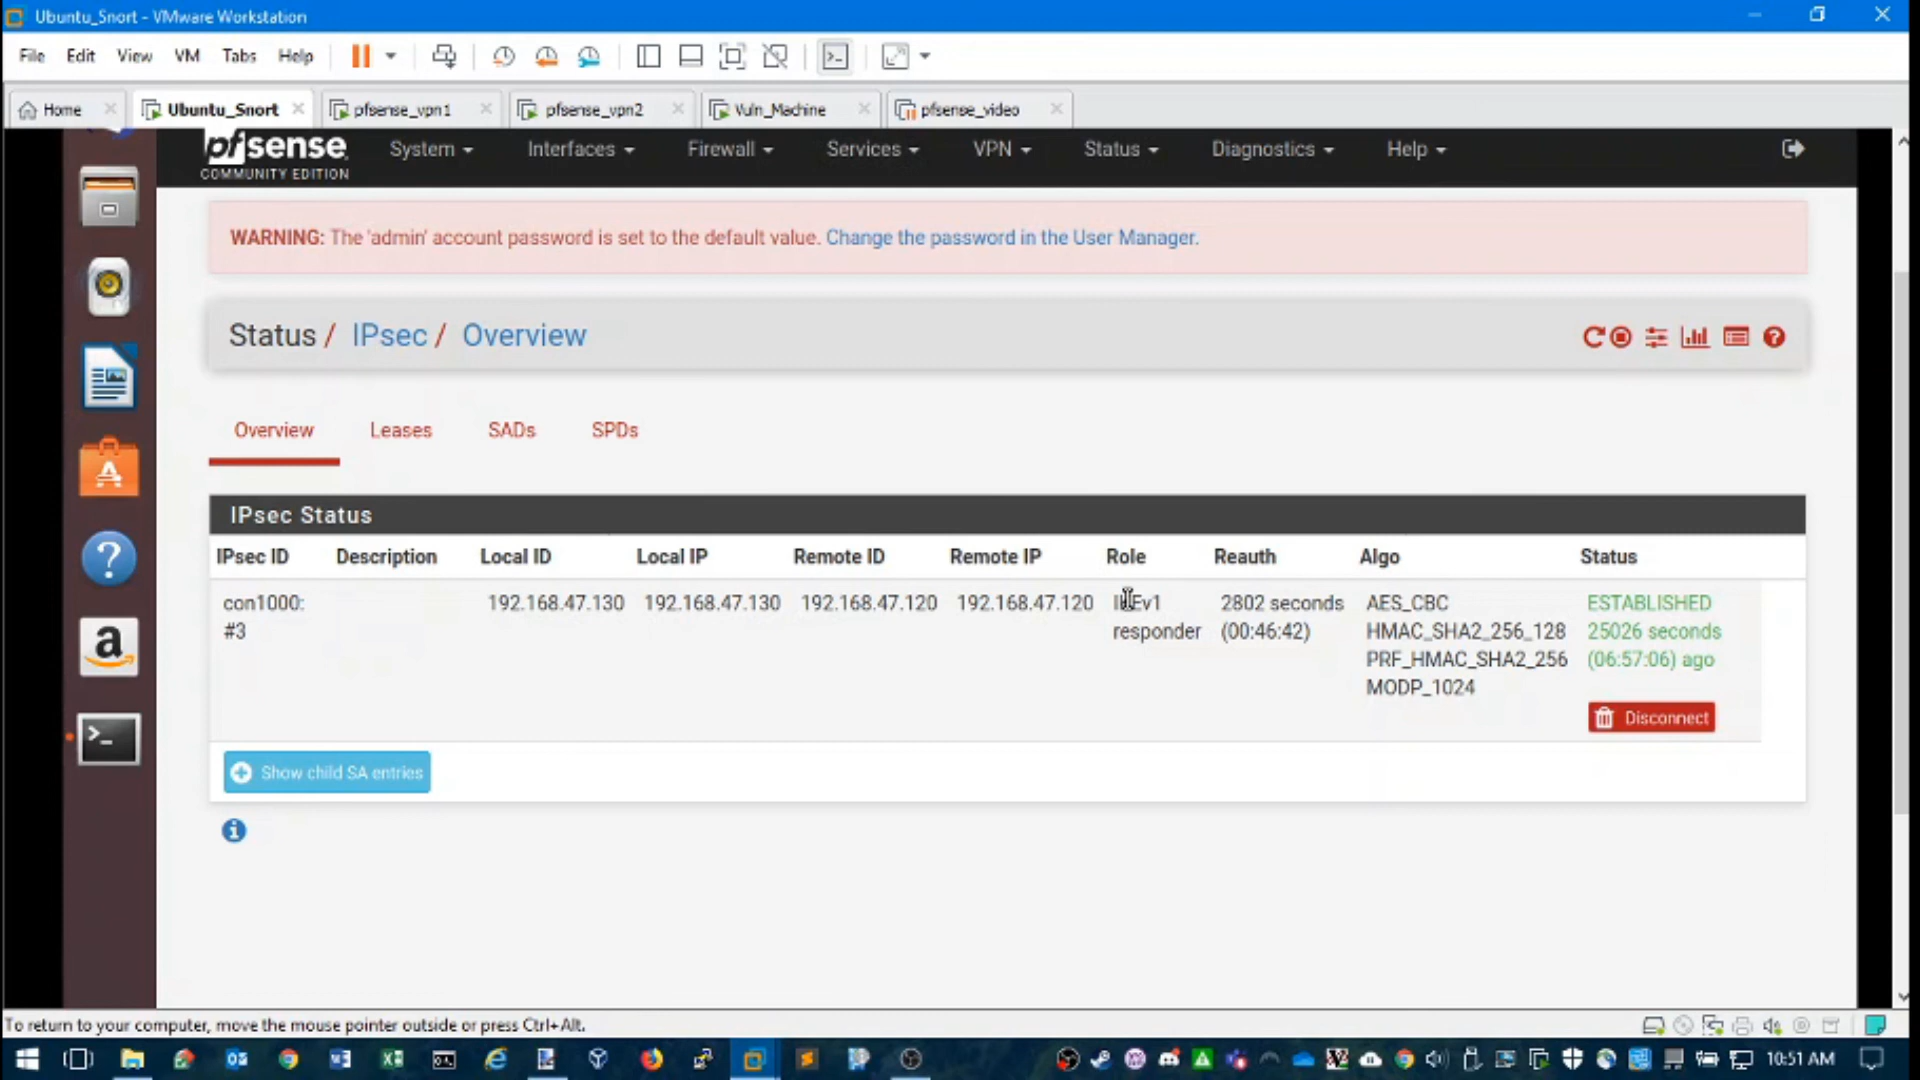 Ubuntu_Snort - VMware Workstation
File Edit View VM Tabs Help
Home Ubuntu_Snort pfsense_vpn1 pfsense_vpn2 Vuln_Machine pfsense_video
pfsense System Interfaces Firewall Services VPN Status Diagnostics Help
COMMUNITY EDITION
WARNING: The 'admin' account password is set to the default value. Change the password in the User Manager.
Status / IPsec / Overview
Overview Leases SADs SPDs
IPsec Status
IPsec ID Description Local ID Local IP Remote ID Remote IP Role Reauth Algo Status
con1000: 192.168.47.130 192.168.47.130 192.168.47.120 192.168.47.120 IKEv1 2802 seconds AES_CBC ESTABLISHED
#3 responder (00:46:42) HMAC_SHA2_256_128 25026 seconds
PRF_HMAC_SHA2_256 (06:57:06) ago
MODP_1024
Disconnect
Show child SA entries
To return to your computer, move the mouse pointer outside or press Ctrl+Alt.
10:51 AM